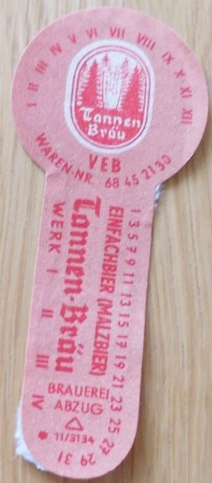 I II III IV V VI VII VIII IX X XI XII
Tannen
Bräu
VEB
WAREN-NR. 68 45 21 30
1 3 5 7 9 11 13 15 17 19 21 23 25 27 29 31
EINFACHBIER (MALZBIER)
Tannen-Bräu
WERK I II III IV
BRAUEREI
ABZUG
11/3134